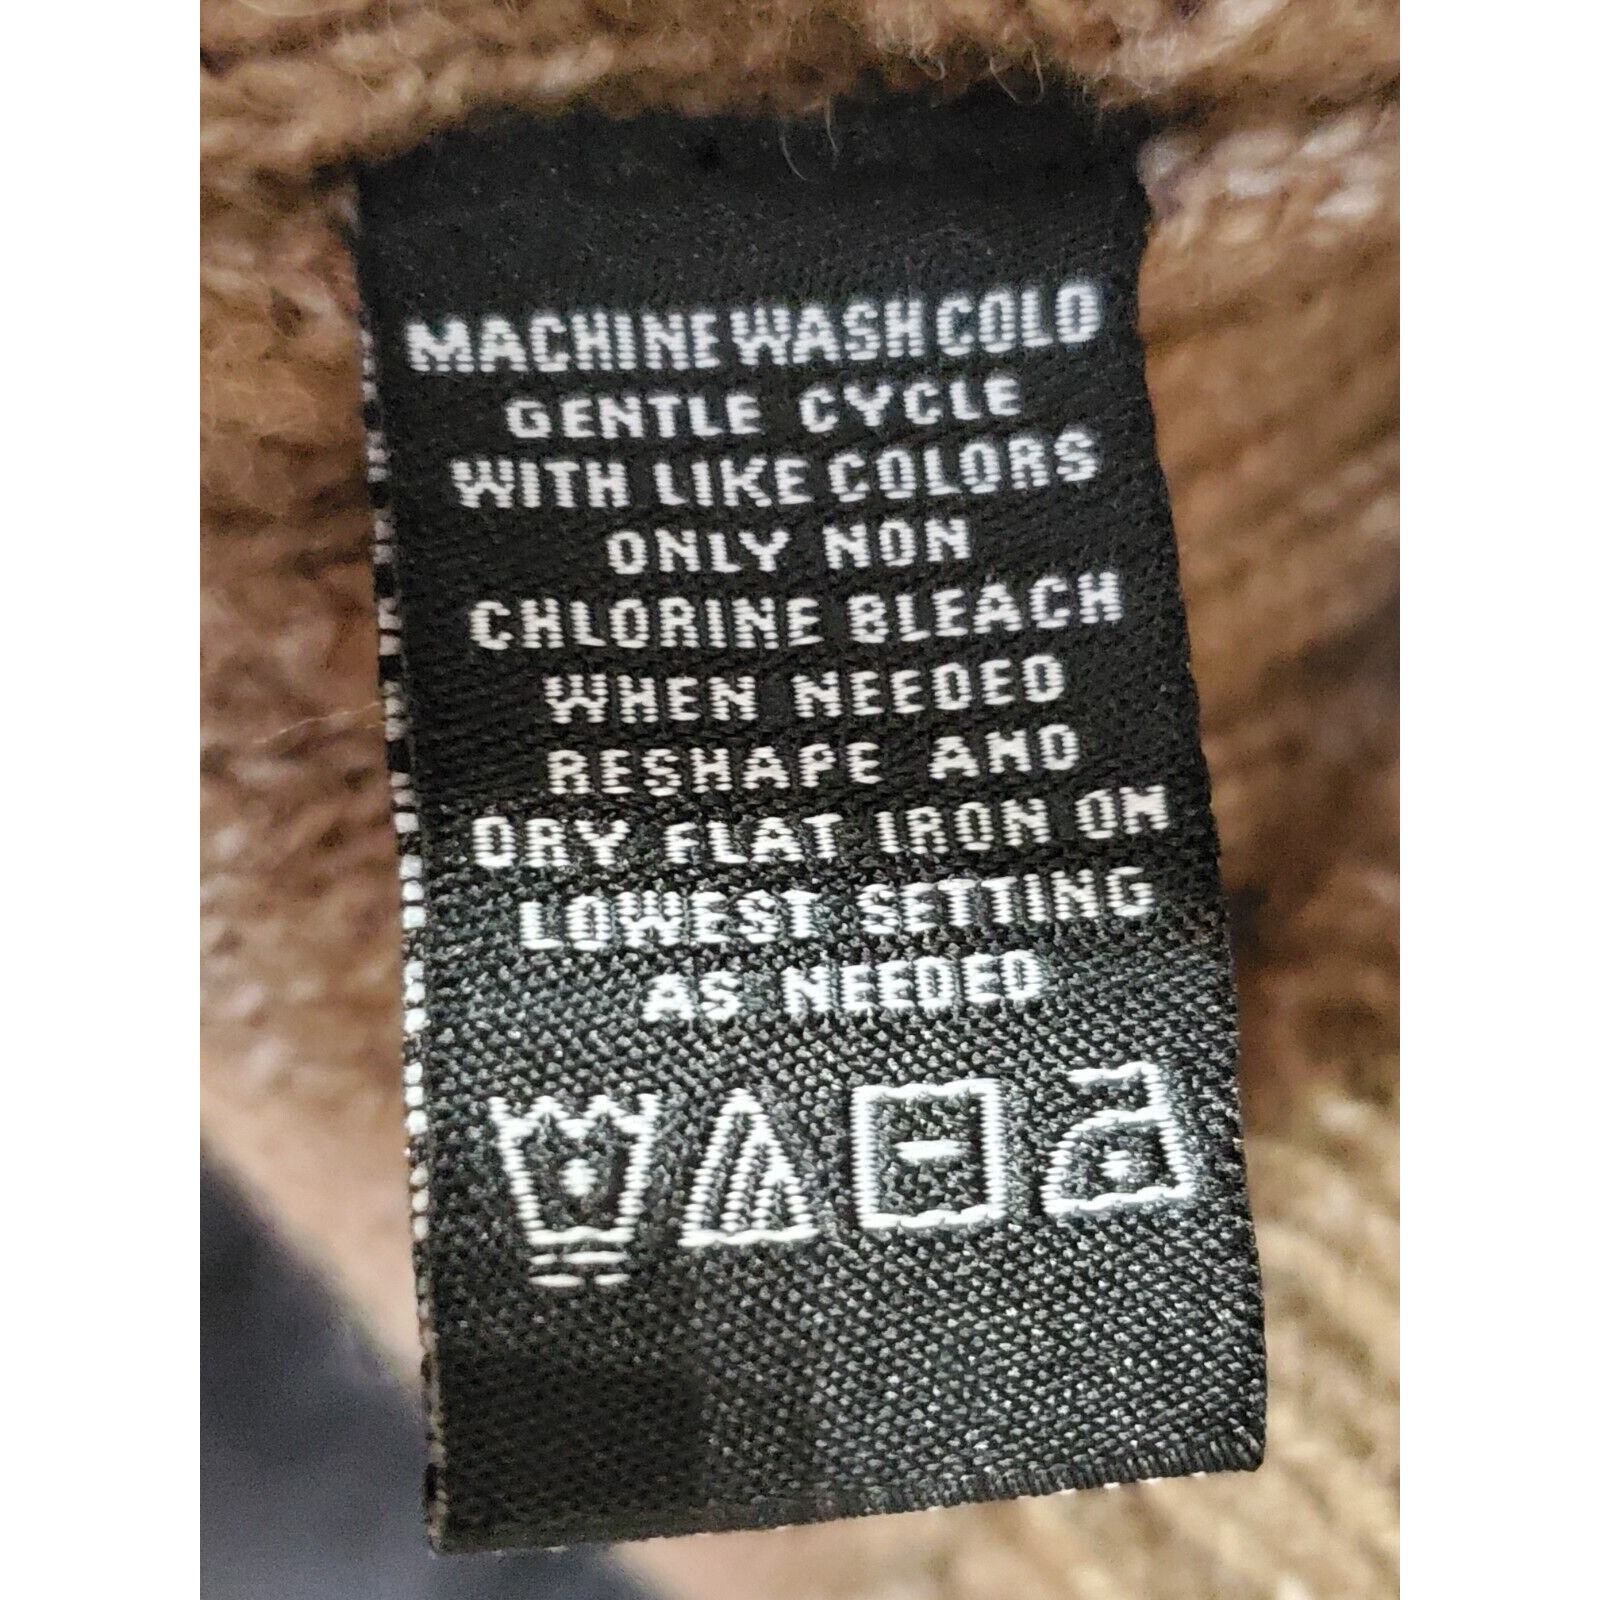 MACHINE WASH COLD
GENTLE CYCLE
WITH LIKE COLORS
ONLY NON
CHLORINE BLEACH
WHEN NEEDED
RESHAPE AND
DRY FLAT IRON ON
LOWEST SETTING
AS NEEDED